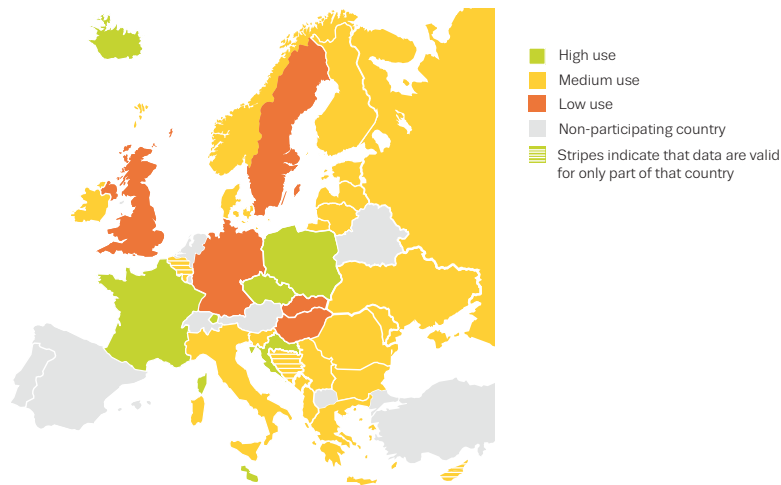 High use
Medium use
Low use
Non-participating country
Stripes indicate that data are valid
for only part of that country